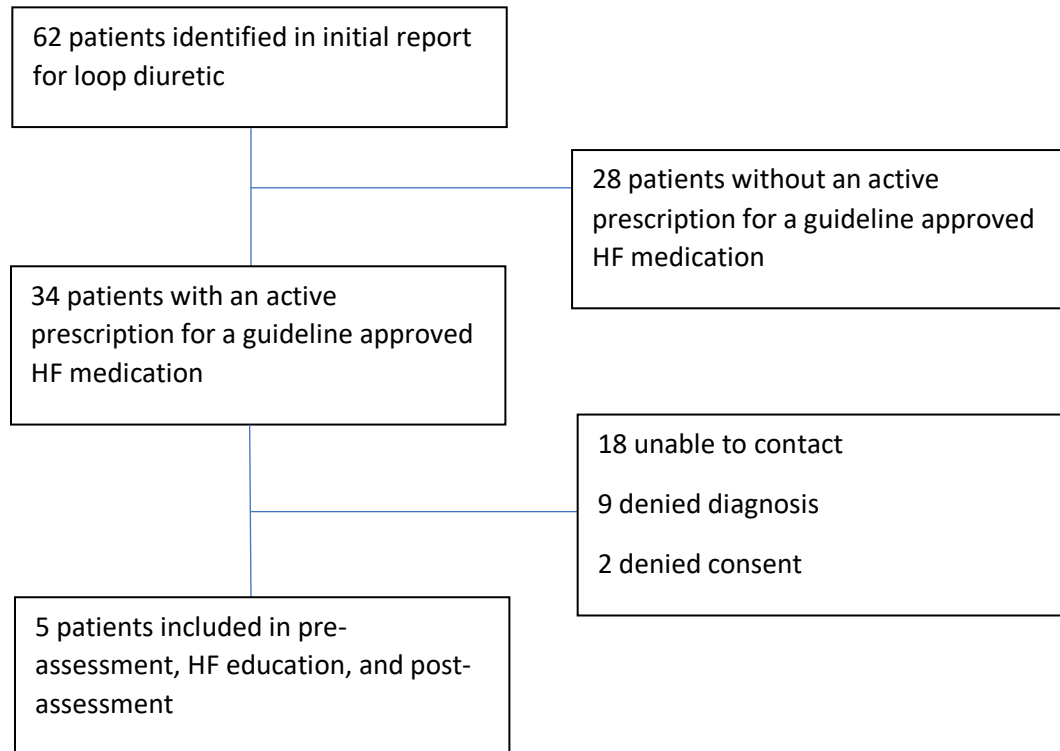 62 patients identified in initial report
for loop diuretic
28 patients without an active
prescription for a guideline approved
HF medication
34 patients with an active
prescription for a guideline approved
HF medication
18 unable to contact
9 denied diagnosis
2 denied consent
5 patients included in pre-
assessment, HF education, and post-
assessment